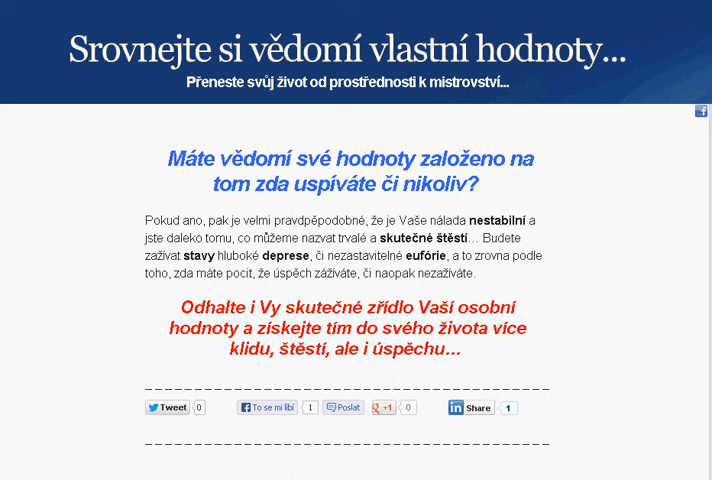 Srovnejte si vědomí vlastní hodnoty...
Přeneste svůj život od prostřednosti k mistrovství...
Máte vědomí své hodnoty založeno na
tom zda uspíváte či nikoliv?
Pokud ano, pak je velmi pravdpěpodobné, že je Vaše nálada nestabilní a
jste daleko tomu, co můžeme nazvat trvalé a skutečné štěstí... Budete
zažívat stavy hluboké deprese, či nezastavitelné eufórie, a to zrovna podle
toho, zda máte pocit, že úspěch zážíváte, či naopak nezažíváte.
Odhalte i Vy skutečné zřídlo Vaší osobní
hodnoty a získejte tím do svého života více
klidu, štěstí, ale i úspěchu...
Tweet 0 To se mi líbí 1 Poslat +1 0 Share 1